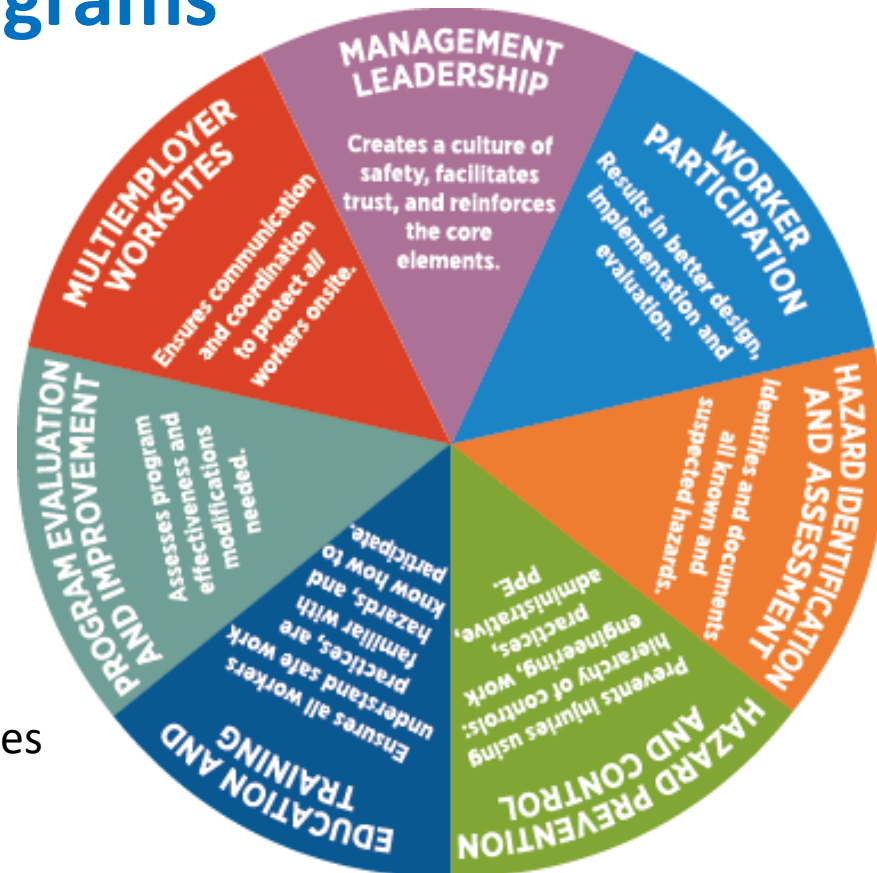 grams
MANAGEMENT
LEADERSHIP
Creates a culture of
safety, facilitates
trust, and reinforces
the core
elements.
WORKER
PARTICIPATION
Results in better design,
implementation and
evaluation.
HAZARD IDENTIFICATION
AND ASSESSMENT
Identifies and documents
all known and
suspected hazards.
HAZARD PREVENTION
AND CONTROL
Prevents injuries using
hierarchy of controls:
engineering, work
practices,
administrative,
PPE.
EDUCATION AND
TRAINING
Ensures all workers
understand safe work
practices, are
familiar with
hazards, and
know how to
participate.
PROGRAM EVALUATION
AND IMPROVEMENT
Assesses program
effectiveness and
modifications
needed.
MULTIEMPLOYER
WORKSITES
Ensures communication
and coordination
to protect all
workers onsite.
es